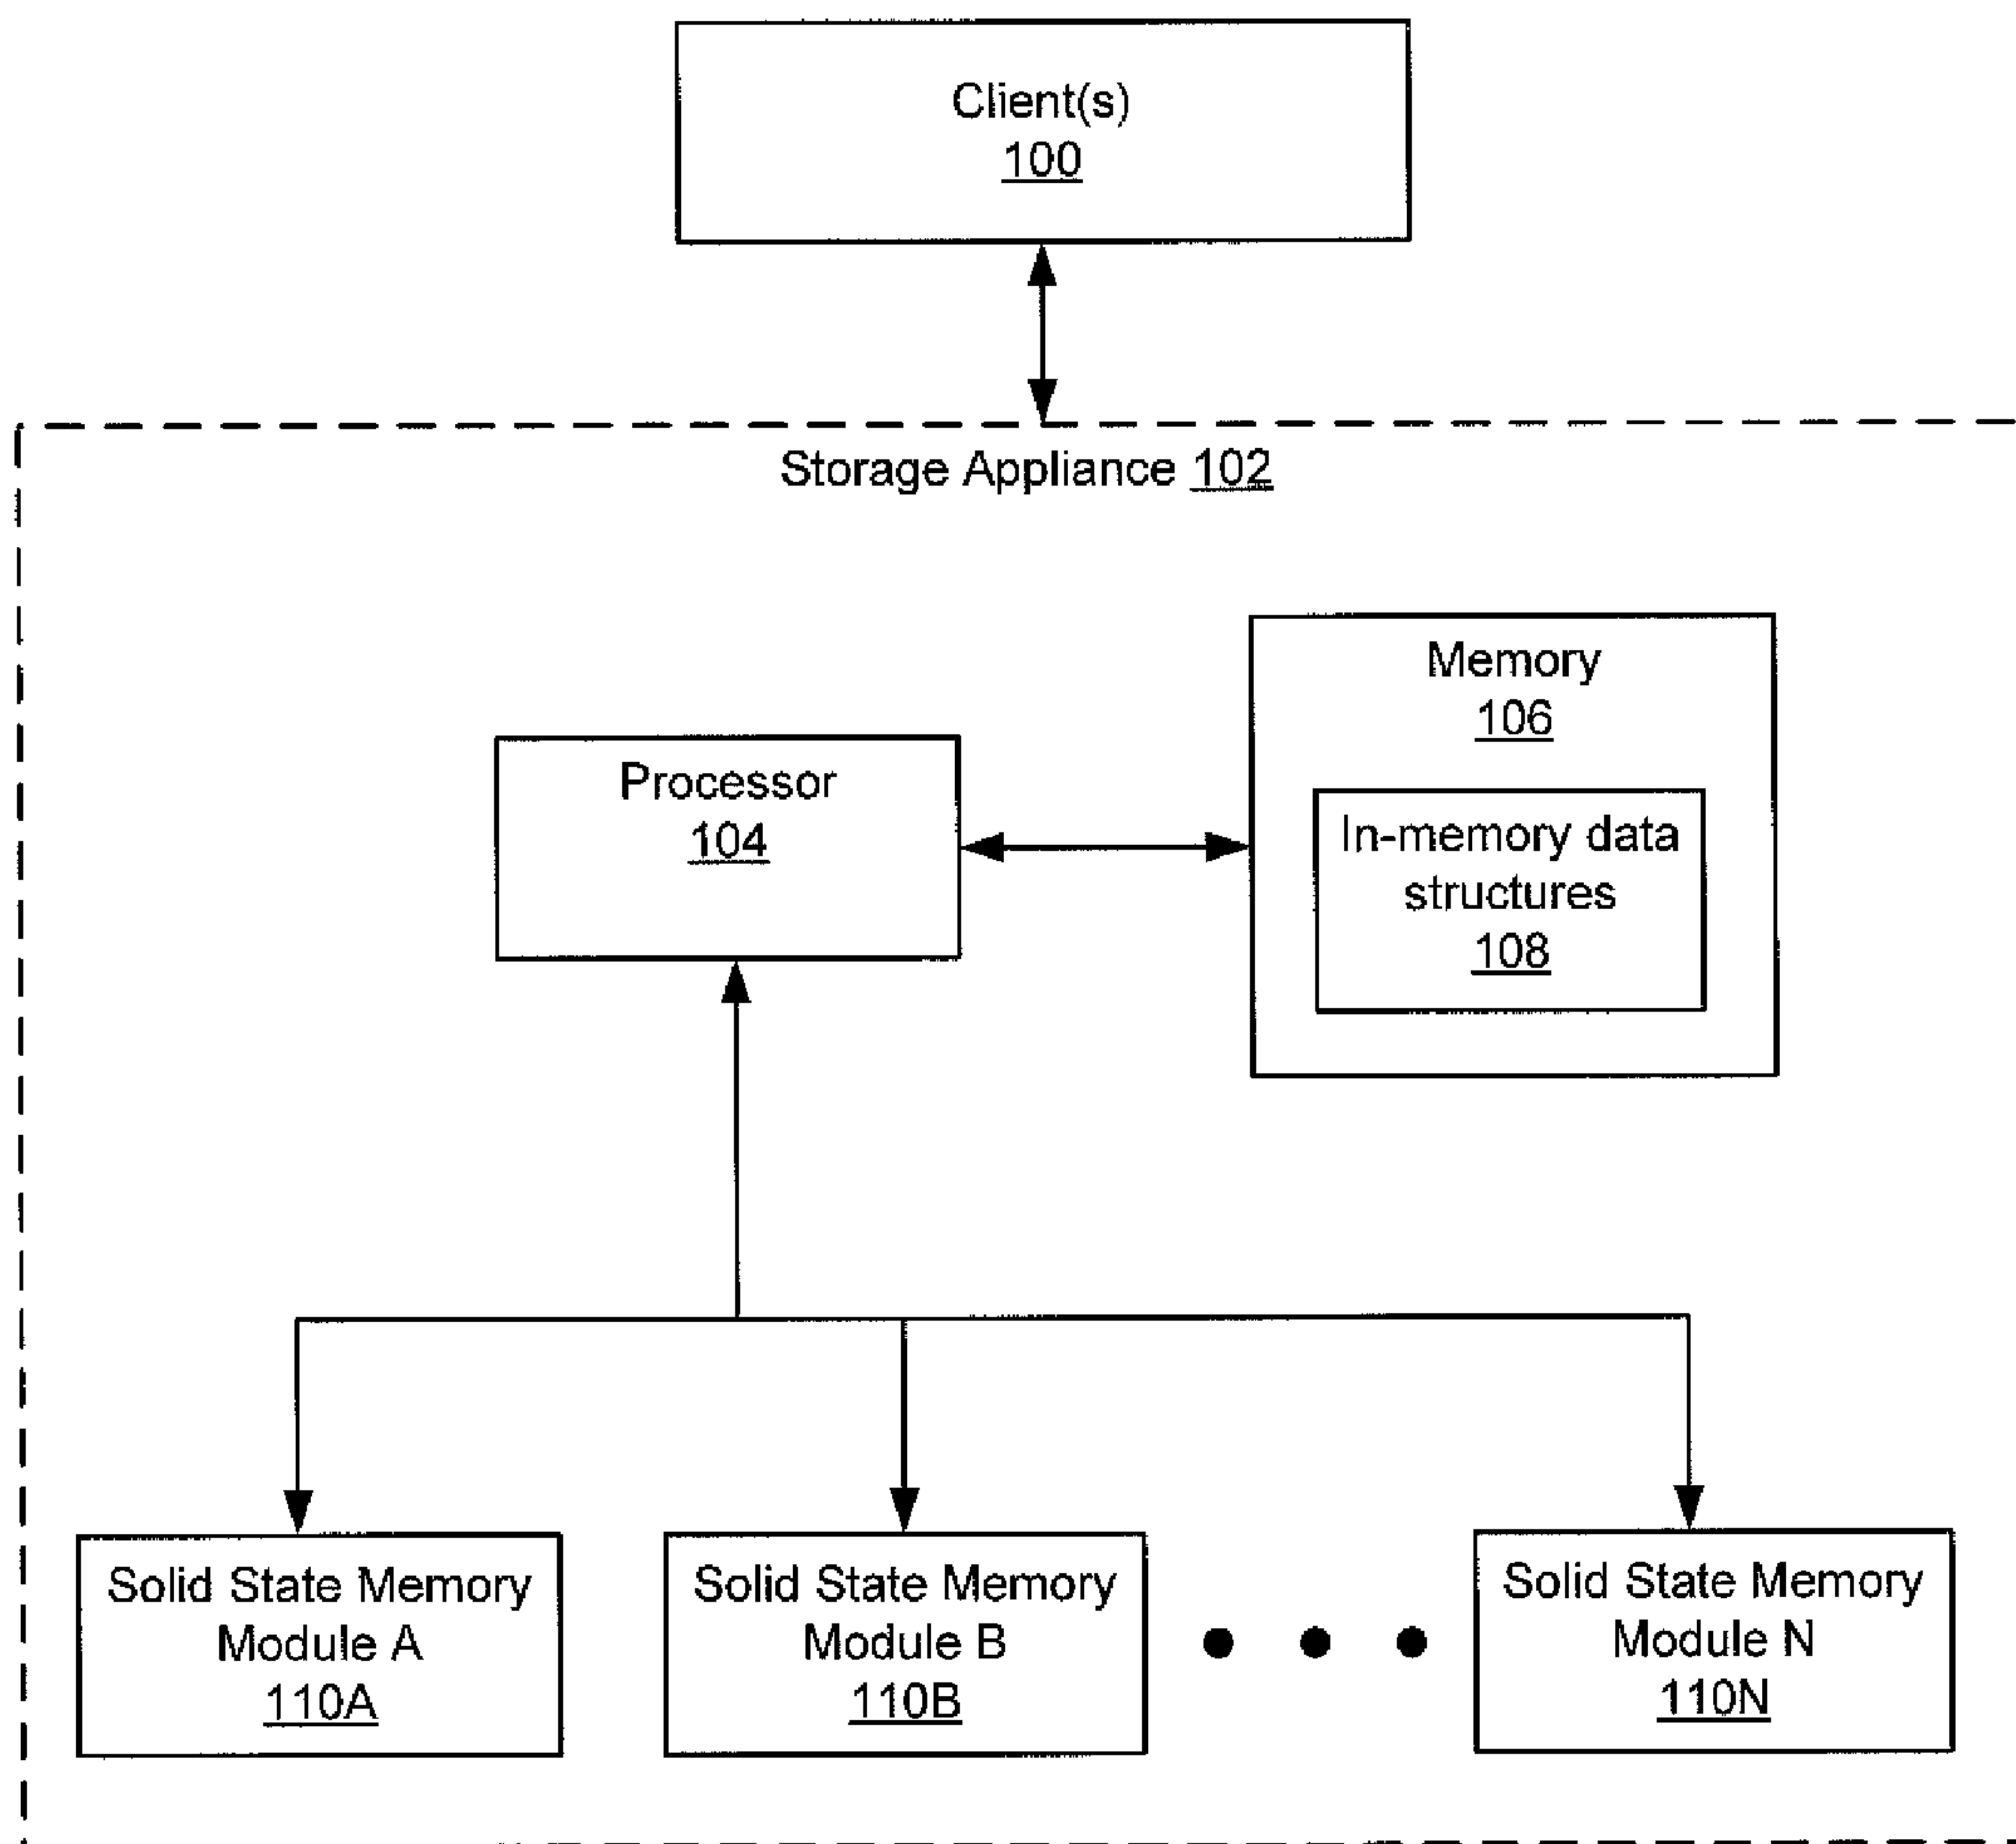 Client(s)
100
Storage Appliance 102
Memory
106
Processor
104
In-memory data
structures
108
Solid State Memory
Module A
110A
Solid State Memory
Module B
110B
Solid State Memory
Module N
110N